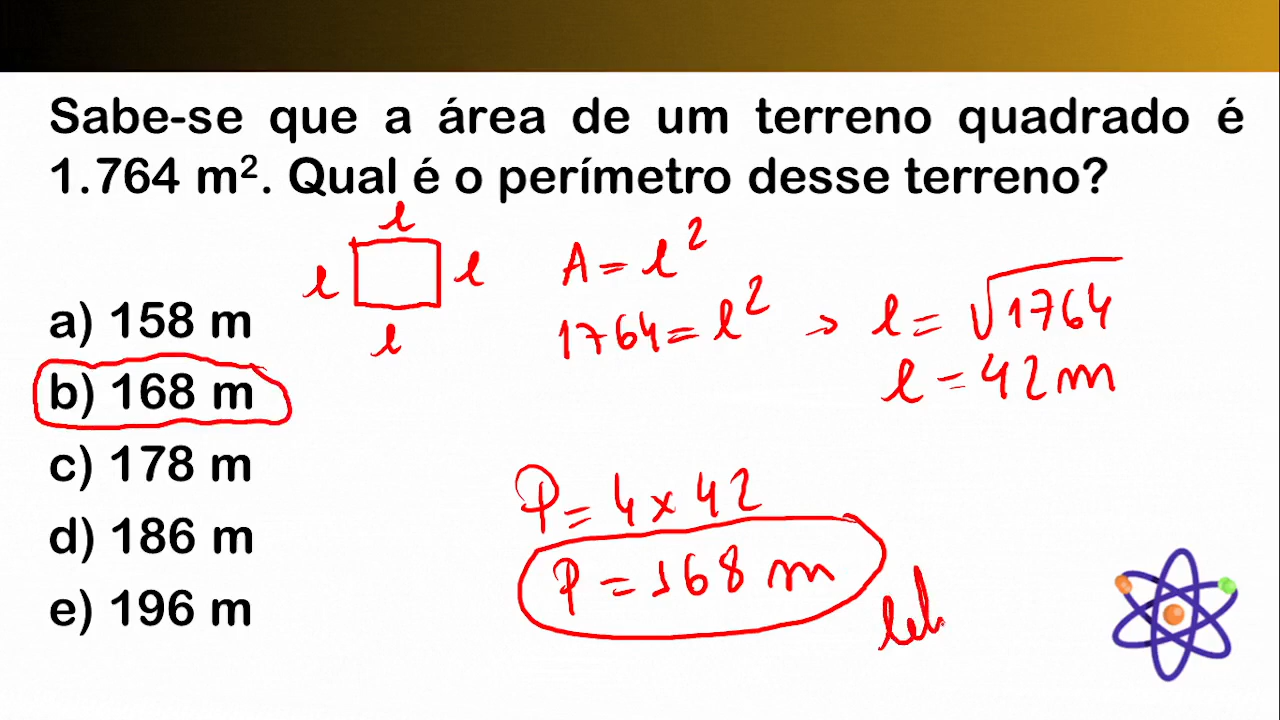 Sabe-se que a área de um terreno quadrado é
1.764 m². Qual é o perímetro desse terreno?
l
l
l
l
A = l²
1764 = l² → l = √1764
l = 42 m
a) 158 m
b) 168 m
c) 178 m
d) 186 m
e) 196 m
P = 4 x 42
P = 168 m